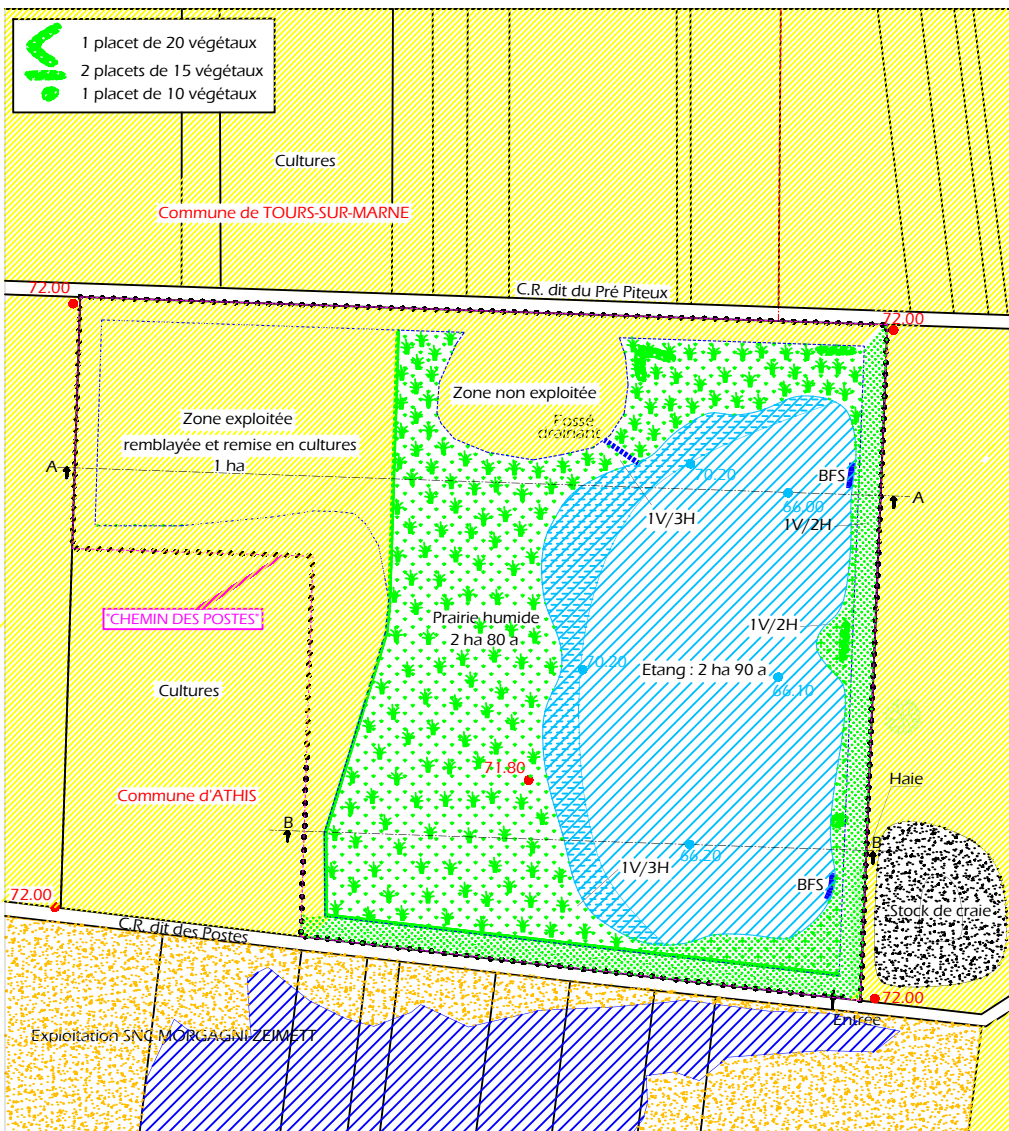 1 placet de 20 végétaux
2 placets de 15 végétaux
1 placet de 10 végétaux
Cultures
Commune de TOURS-SUR-MARNE
C.R. dit du Pré Piteux
72.00
72.00
Zone non exploitée
Zone exploitée
remblayée et remise en cultures
1 ha
Fossé
drainant
A
70.20
BFS
66.00
A
1V/3H
1V/2H
"CHEMIN DES POSTES"
Prairie humide
2 ha 80 a
1V/2H
70.20
Etang : 2 ha 90 a
66.10
Cultures
71.80
Haie
Commune d'ATHIS
B
B
66.20
1V/3H
BFS
72.00
Stock de craie
C.R. dit des Postes
72.00
Entrée
Exploitation SNC MORGAGNI-ZEIMETT